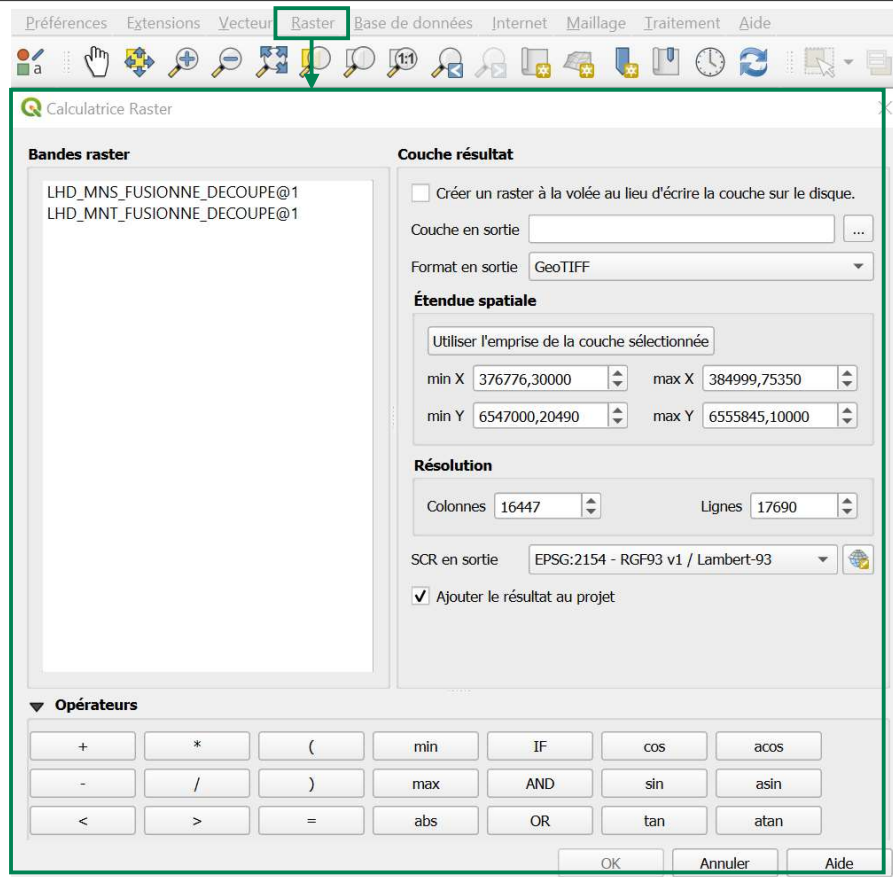 Préférences Extensions Vecteur Raster Base de données Internet Maillage Traitement Aide
a 1:1
Calculatrice Raster
Bandes raster
LHD_MNS_FUSIONNE_DECOUPE@1
LHD_MNT_FUSIONNE_DECOUPE@1
Couche résultat
Créer un raster à la volée au lieu d'écrire la couche sur le disque.
Couche en sortie ...
Format en sortie GeoTIFF
Étendue spatiale
Utiliser l'emprise de la couche sélectionnée
min X 376776,30000 max X 384999,75350
min Y 6547000,20490 max Y 6555845,10000
Résolution
Colonnes 16447 Lignes 17690
SCR en sortie EPSG:2154 - RGF93 v1 / Lambert-93
Ajouter le résultat au projet
Opérateurs
+ * ( min IF cos acos
- / ) max AND sin asin
< > = abs OR tan atan
OK Annuler Aide